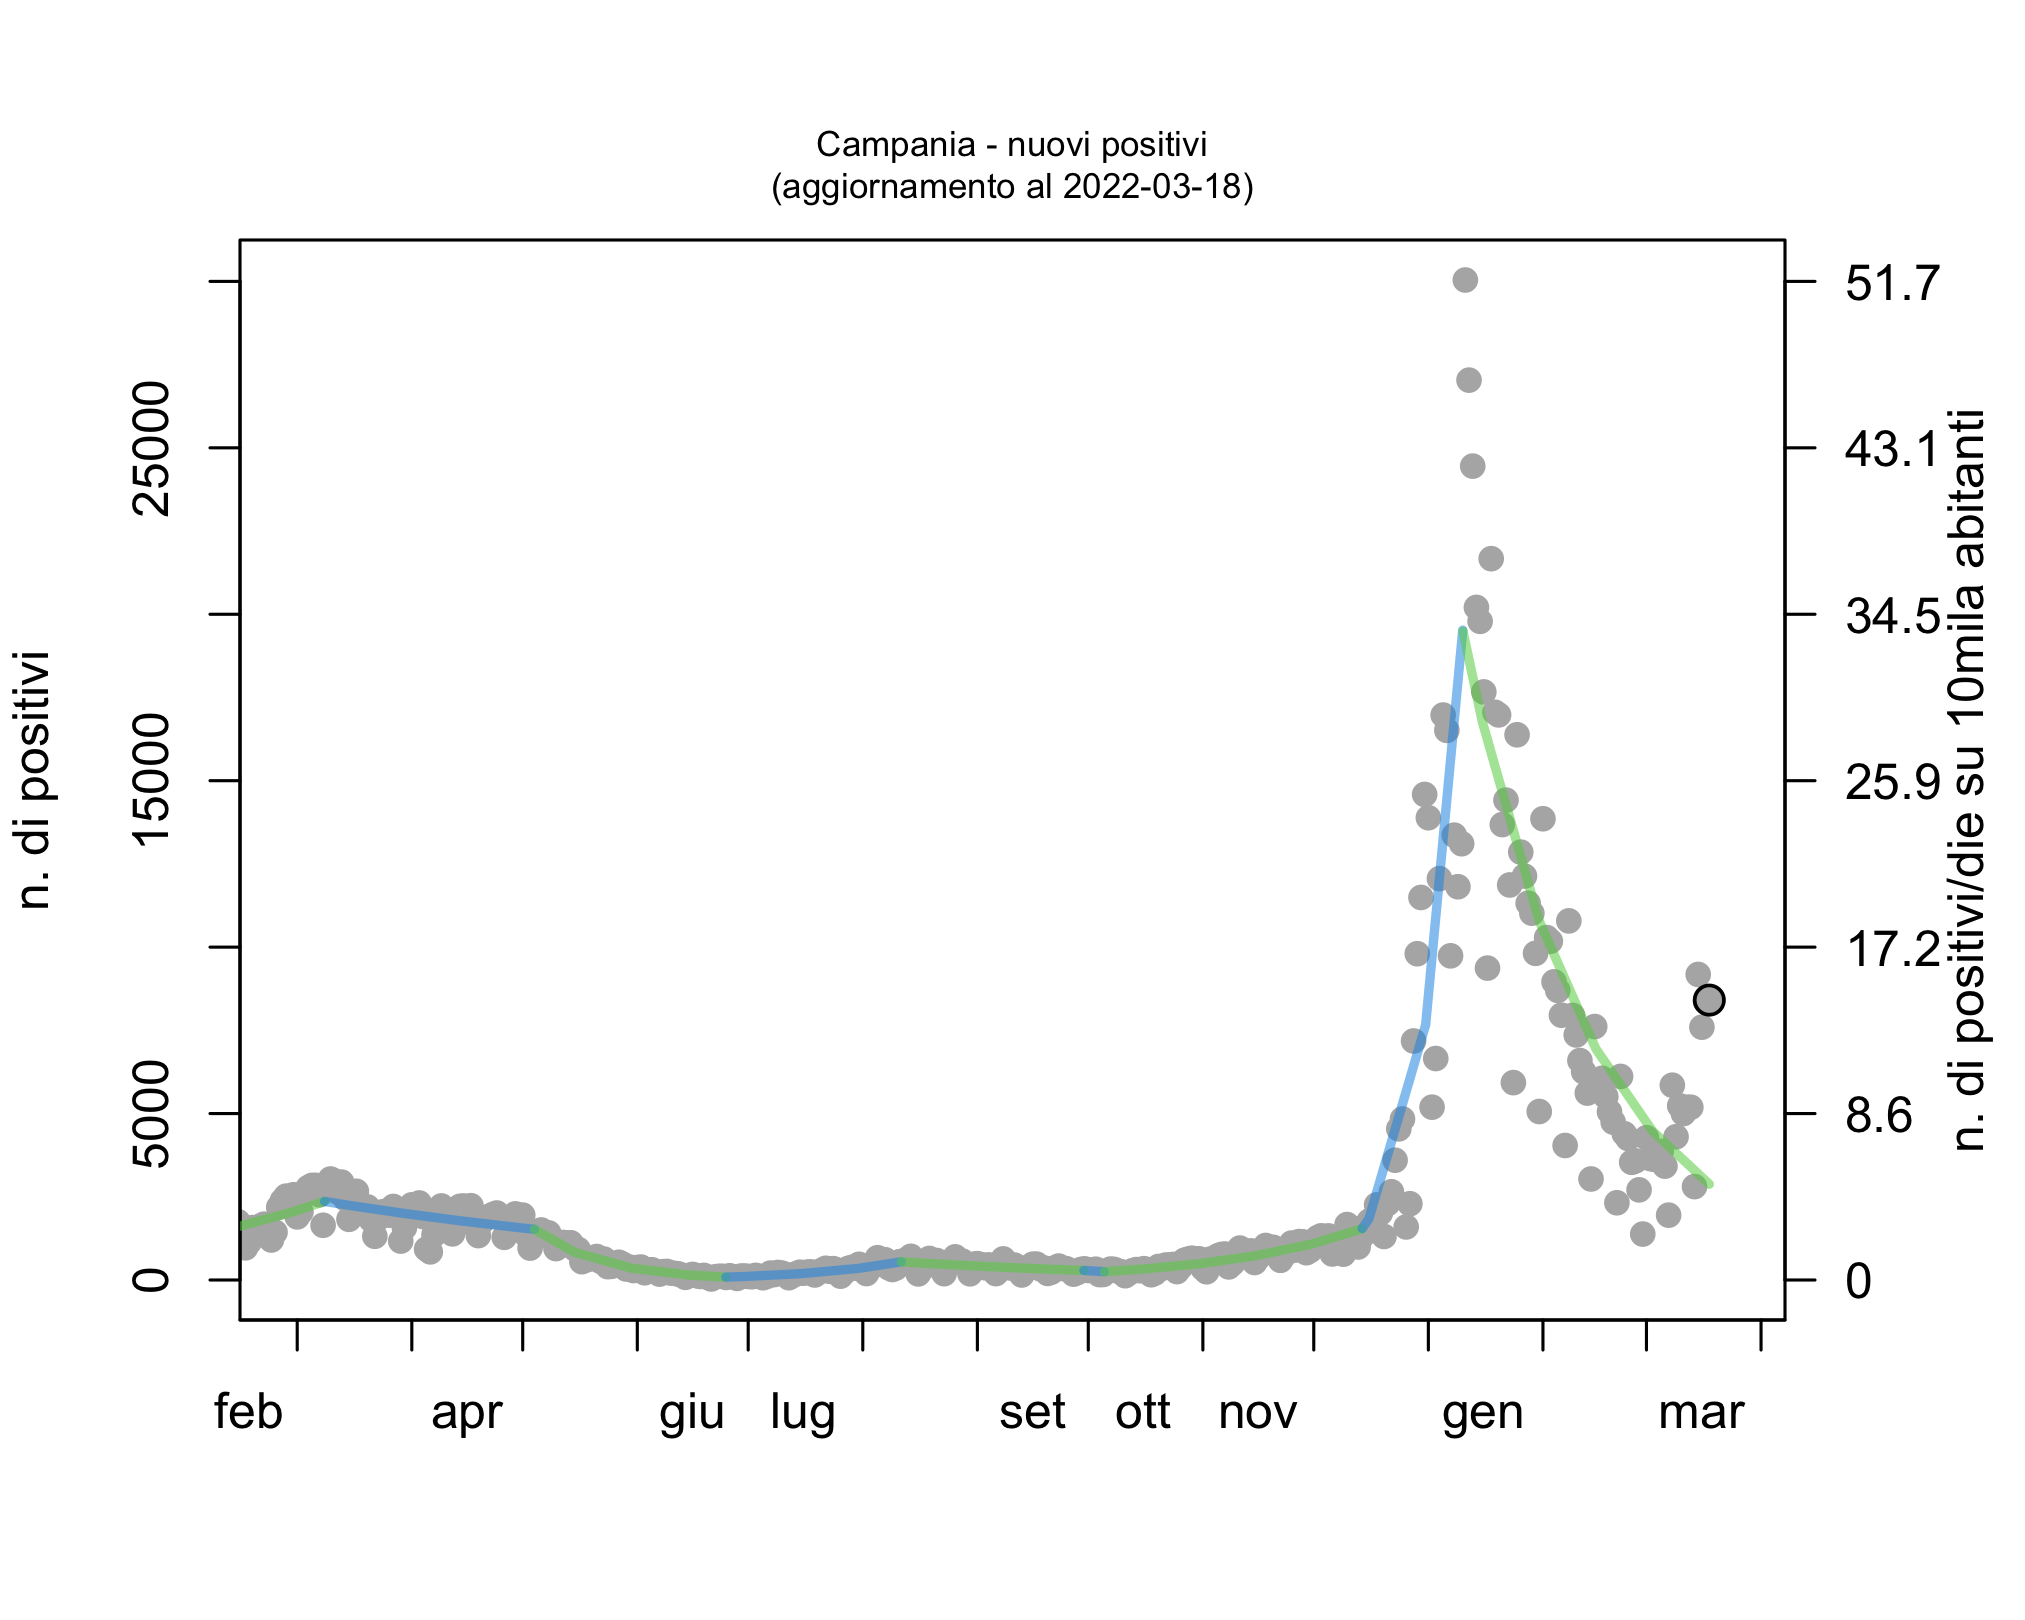 Campania - nuovi positivi
(aggiornamento al 2022-03-18)
n. di positivi
25000
15000
5000
0
51.7
43.1
34.5
25.9
17.2
8.6
0
n. di positivi/die su 10mila abitanti
feb apr giu lug set ott nov gen mar